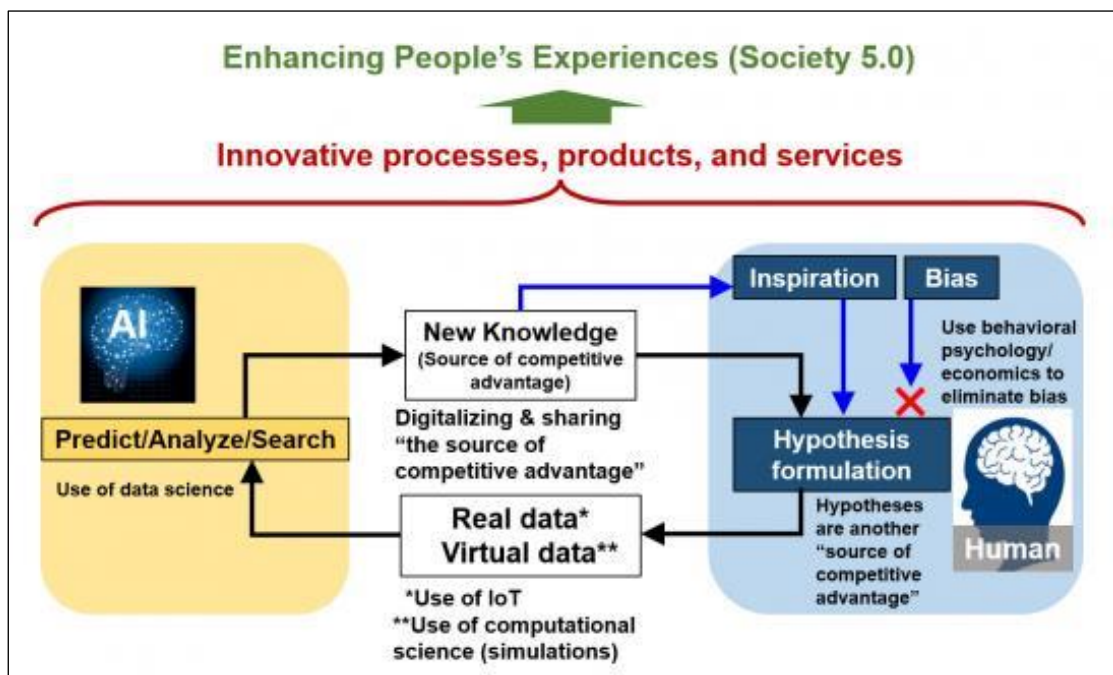 Enhancing People's Experiences (Society 5.0)
Innovative processes, products, and services
AI
Predict/Analyze/Search
Use of data science
New Knowledge
(Source of competitive
advantage)
Digitalizing & sharing
"the source of
competitive advantage"
Real data*
Virtual data**
*Use of IoT
**Use of computational
science (simulations)
Inspiration
Bias
Use behavioral
psychology/
economics to
eliminate bias
Hypothesis
formulation
Hypotheses
are another
"source of
competitive
advantage"
Human